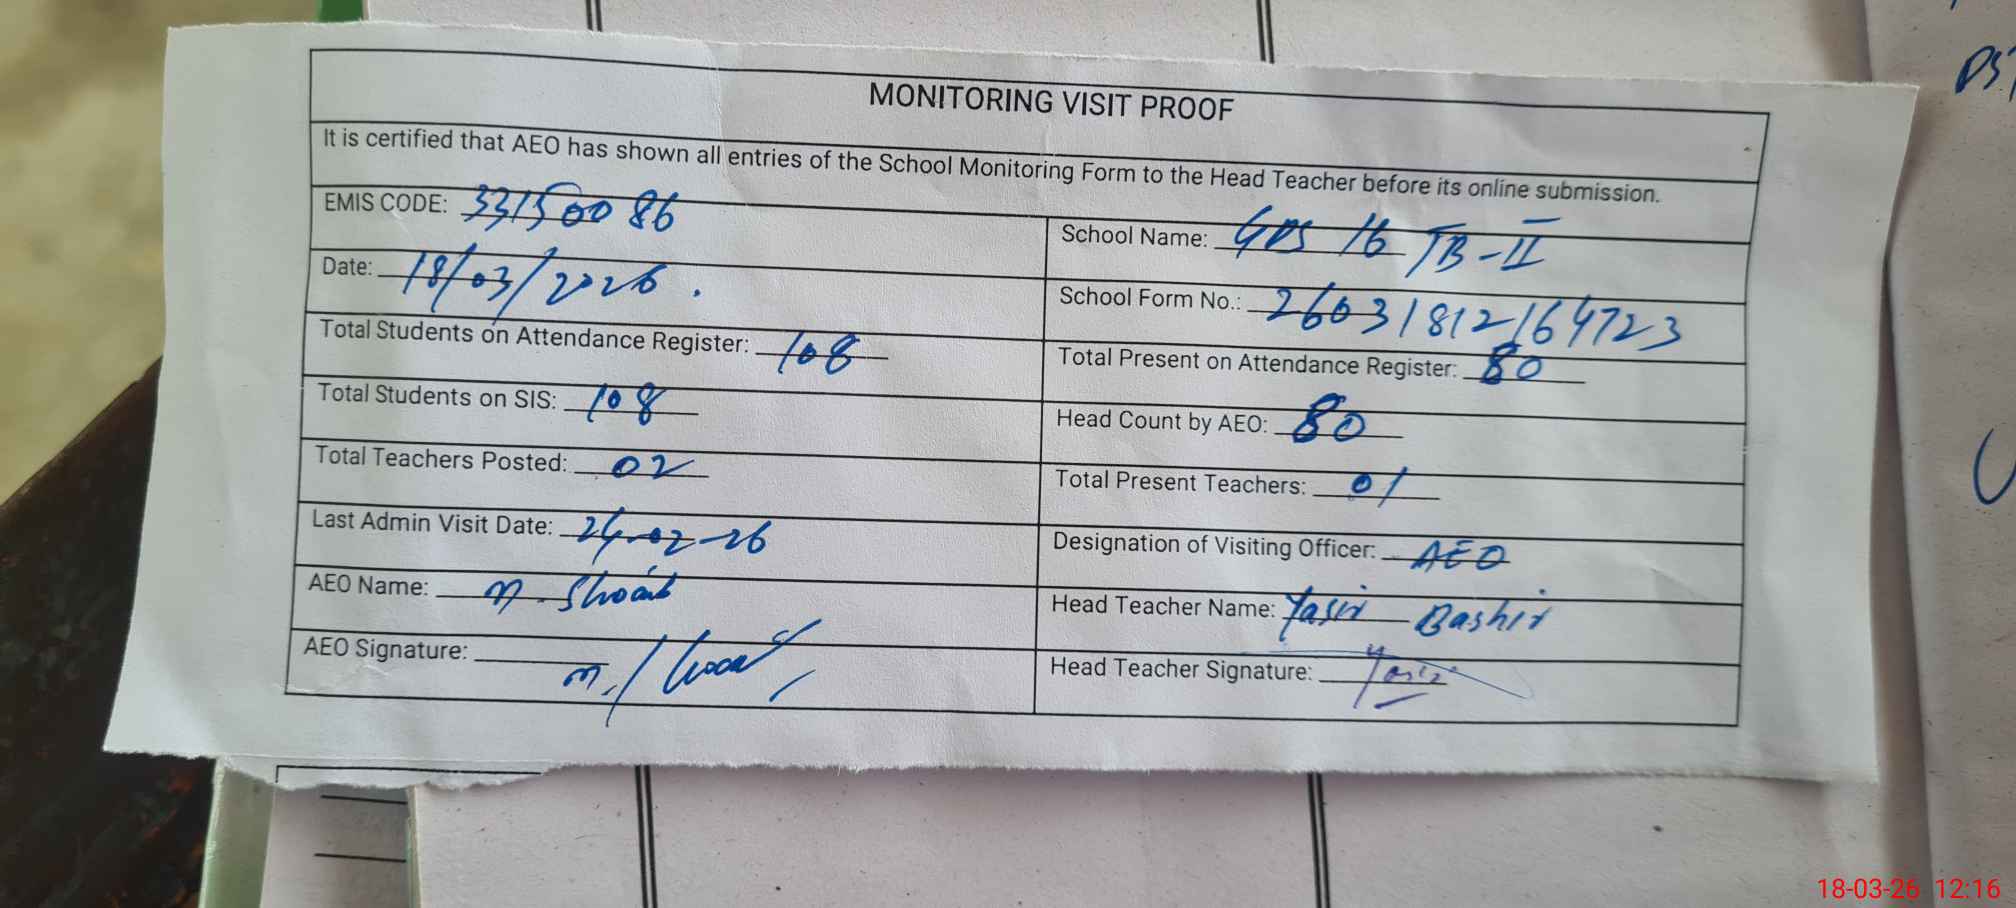 MONITORING VISIT PROOF
It is certified that AEO has shown all entries of the School Monitoring Form to the Head Teacher before its online submission.
EMIS CODE: 33150086
School Name: GPS 16 TB-II
Date: 18/03/2026.
School Form No.: 26031812164723
Total Students on Attendance Register: 108
Total Present on Attendance Register: 80
Total Students on SIS: 108
Head Count by AEO: 80
Total Teachers Posted: 02
Total Present Teachers: 01
Last Admin Visit Date: 24-02-26
Designation of Visiting Officer: AEO
AEO Name: M. Shoaib
Head Teacher Name: Yasir Bashir
AEO Signature: M. Shoaib
Head Teacher Signature: Yasir
18-03-26 12:16